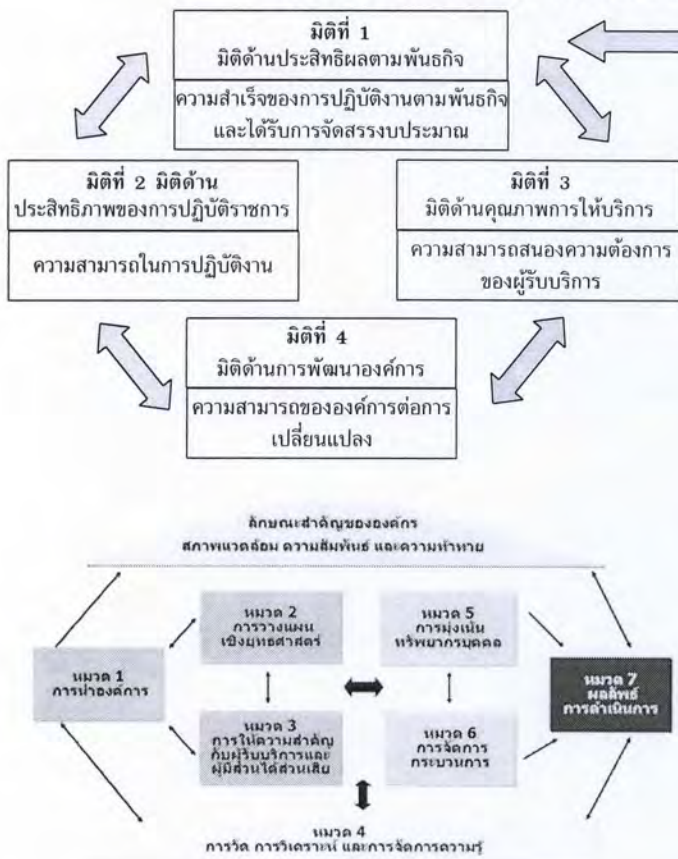 มิติที่ 1
มิติด้านประสิทธิผลตามพันธกิจ
ความสำเร็จของการปฏิบัติงานตามพันธกิจ
และได้รับการจัดสรรงบประมาณ
มิติที่ 2 มิติด้าน
ประสิทธิภาพของการปฏิบัติราชการ
ความสามารถในการปฏิบัติงาน
มิติที่ 3
มิติด้านคุณภาพการให้บริการ
ความสามารถสนองความต้องการ
ของผู้รับบริการ
มิติที่ 4
มิติด้านการพัฒนาองค์การ
ความสามารถขององค์การต่อการ
เปลี่ยนแปลง
ลักษณะสำคัญขององค์กร
สภาพแวดล้อม ความสัมพันธ์ และความท้าทาย
หมวด 1
การนำองค์การ
หมวด 2
การวางแผน
เชิงยุทธศาสตร์
หมวด 3
การให้ความสำคัญ
กับผู้รับบริการและ
ผู้มีส่วนได้ส่วนเสีย
หมวด 5
การมุ่งเน้น
ทรัพยากรบุคคล
หมวด 6
การจัดการ
กระบวนการ
หมวด 7
ผลลัพธ์
การดำเนินการ
หมวด 4
การวัด การวิเคราะห์ และการจัดการความรู้